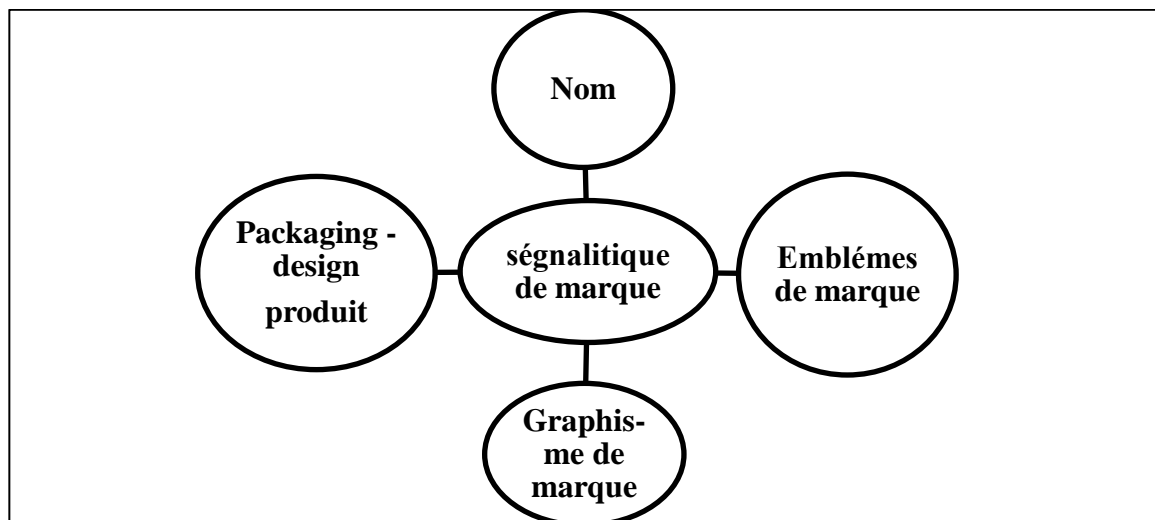 Nom
Packaging -
design
produit
ségnalitique
de marque
Emblémes
de marque
Graphis-
me de
marque